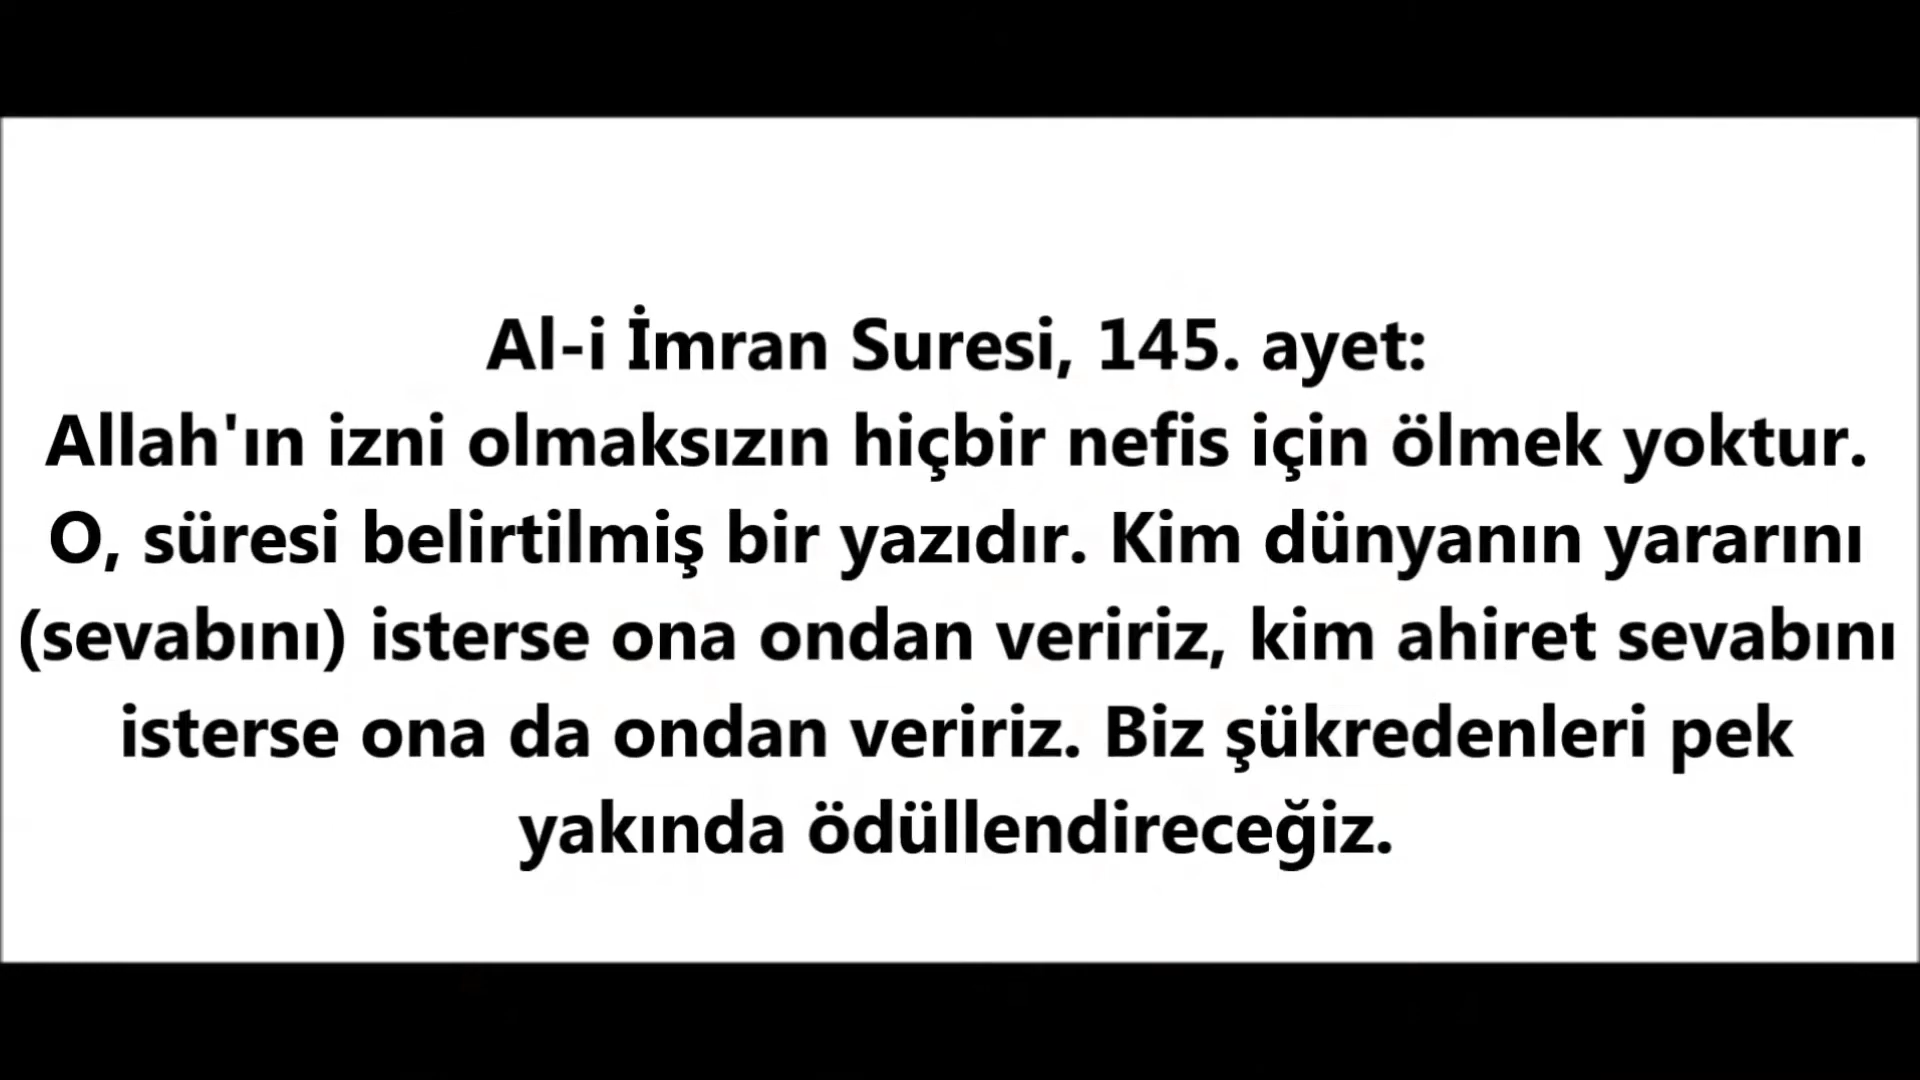 Al-i İmran Suresi, 145. ayet:
Allah'ın izni olmaksızın hiçbir nefis için ölmek yoktur.
O, süresi belirtilmiş bir yazıdır. Kim dünyanın yararını
(sevabını) isterse ona ondan veririz, kim ahiret sevabını
isterse ona da ondan veririz. Biz şükredenleri pek
yakında ödüllendireceğiz.